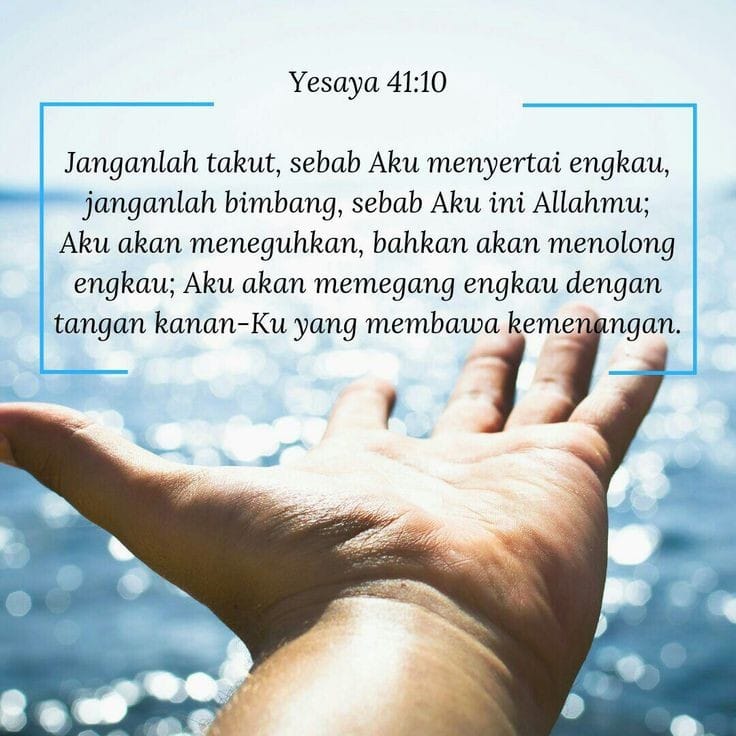 Yesaya 41:10
Janganlah takut, sebab Aku menyertai engkau,
janganlah bimbang, sebab Aku ini Allahmu;
Aku akan meneguhkan, bahkan akan menolong
engkau; Aku akan memegang engkau dengan
tangan kanan-Ku yang membawa kemenangan.